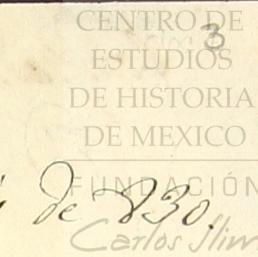 3
CENTRO DE
ESTUDIOS
DE HISTORIA
DE MEXICO
FUNDACIÓN
de 830,
Carlos Slim